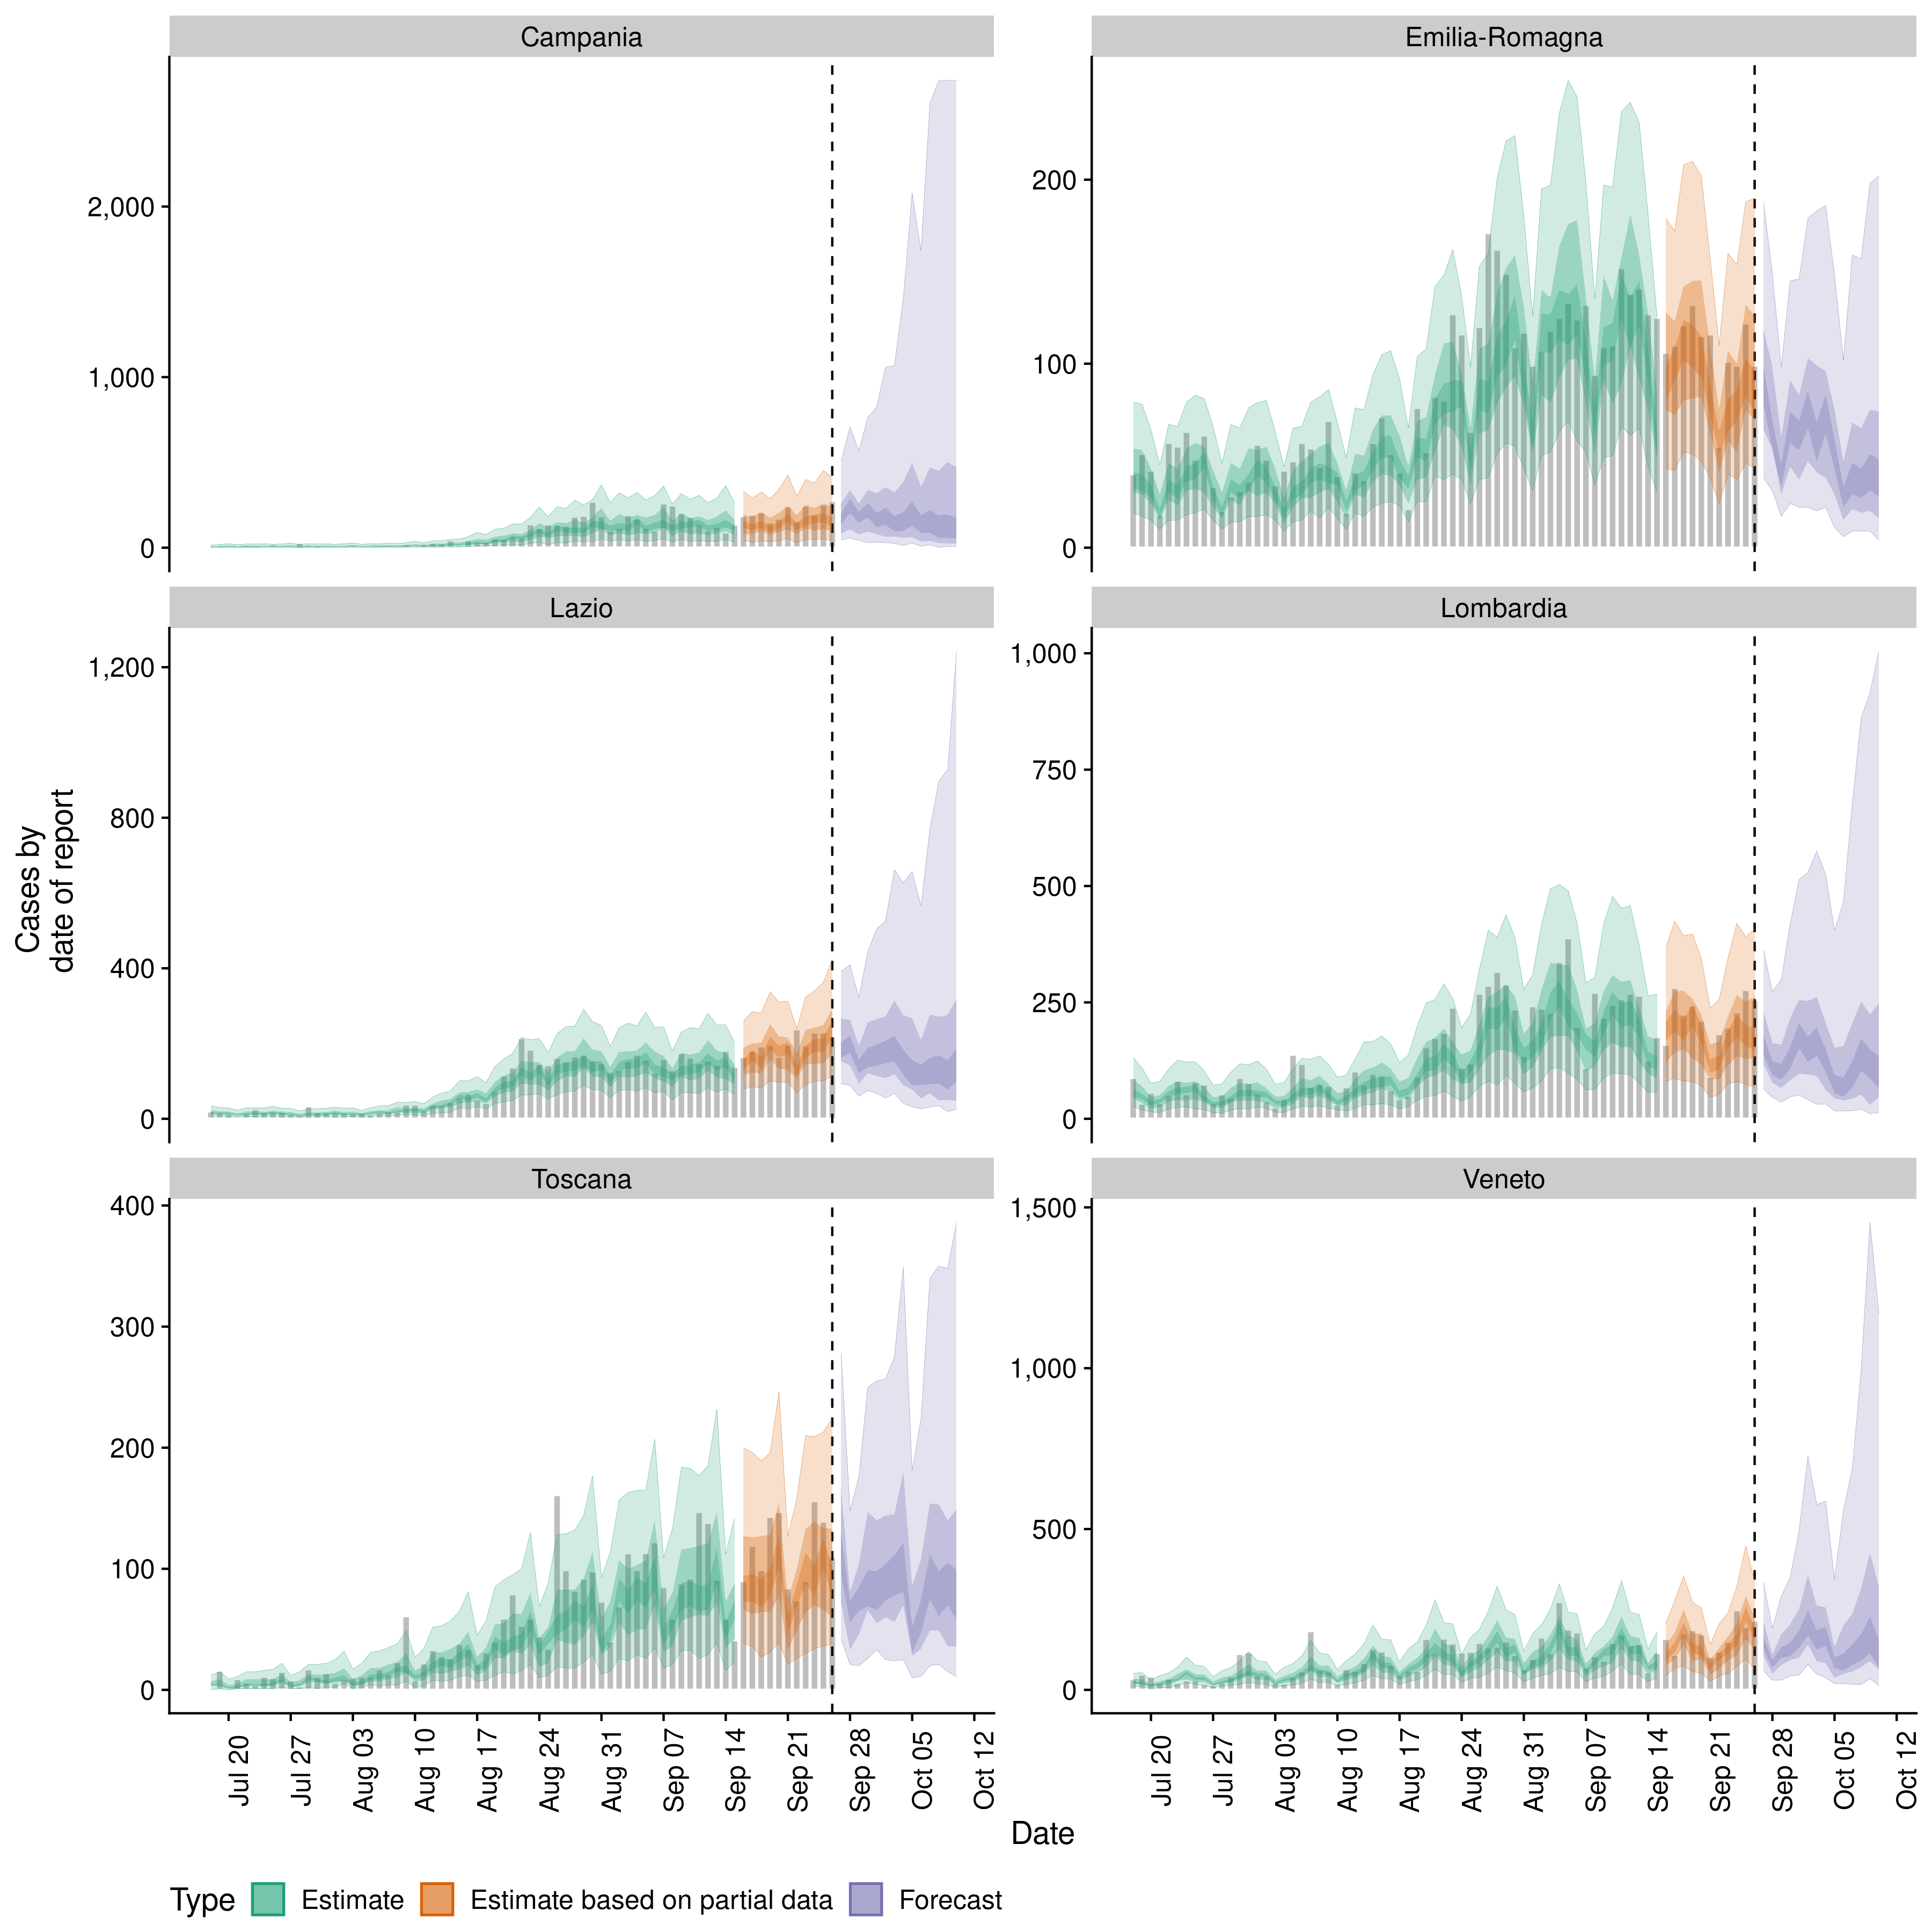 Campania
Emilia-Romagna
2,000
1,000
0
200
100
0
Lazio
Lombardia
1,200
800
400
0
1,000
750
500
250
0
Cases by
date of report
Toscana
Veneto
400
300
200
100
0
1,500
1,000
500
0
Jul 20
Jul 27
Aug 03
Aug 10
Aug 17
Aug 24
Aug 31
Sep 07
Sep 14
Sep 21
Sep 28
Oct 05
Oct 12
Jul 20
Jul 27
Aug 03
Aug 10
Aug 17
Aug 24
Aug 31
Sep 07
Sep 14
Sep 21
Sep 28
Oct 05
Oct 12
Date
Type Estimate Estimate based on partial data Forecast